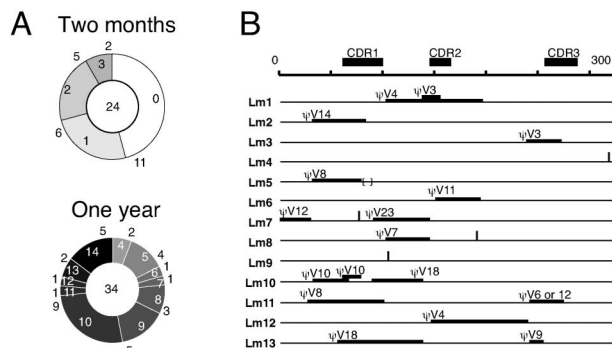 A
Two months
2
5
3
2
0
24
1
6
11
One year
5
2
2
14
4
4
13
5
1
1
12
6
1
1
11
7
34
8
9
3
10
9
5
B
0
CDR1
CDR2
CDR3
300
Lm1
ψV4
ψV3
Lm2
ψV14
Lm3
ψV3
Lm4
Lm5
ψV8
[ ]
Lm6
ψV11
Lm7
ψV12
ψV23
Lm8
ψV7
Lm9
Lm10
ψV10
ψV10
ψV18
Lm11
ψV8
ψV6 or 12
Lm12
ψV4
Lm13
ψV18
ψV9